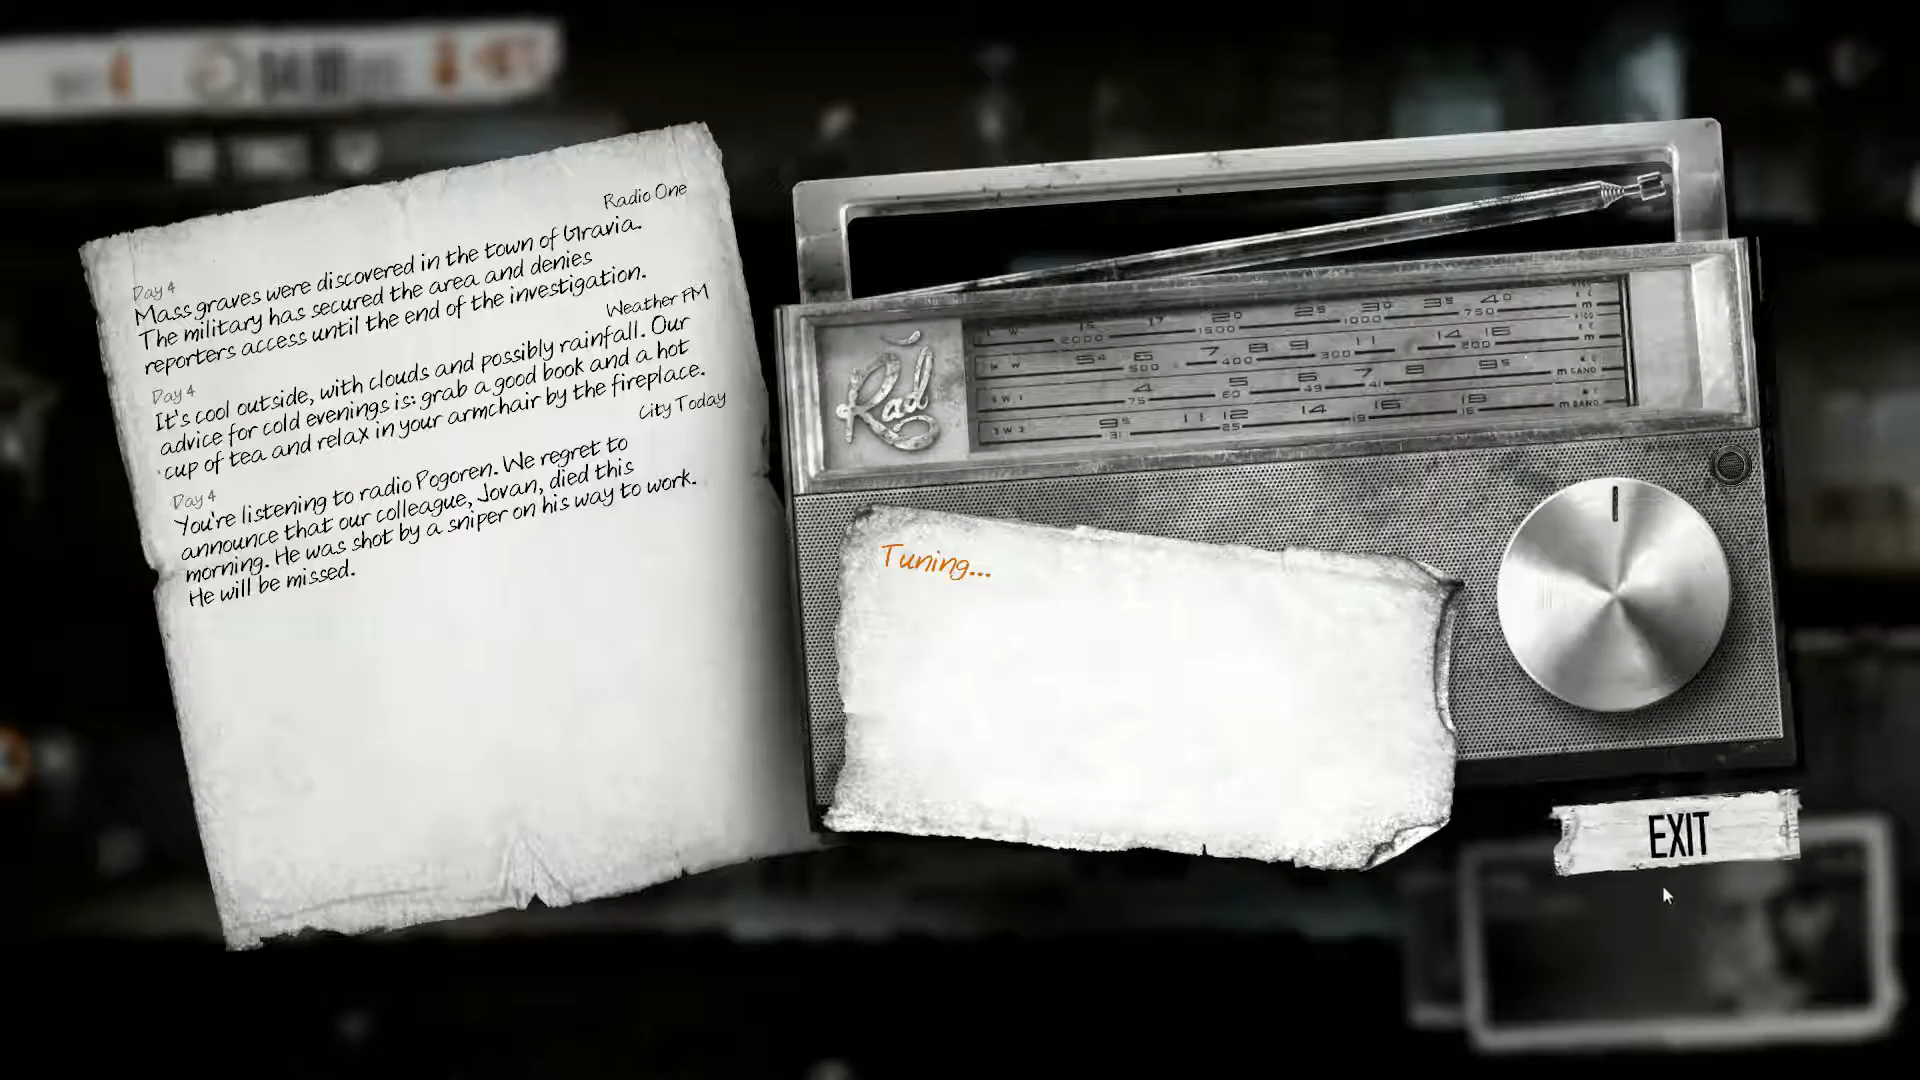 Radio One
Day 4
Mass graves were discovered in the town of Gravia.
The military has secured the area and denies
reporters access until the end of the investigation.
Weather FM
Day 4
It's cool outside, with clouds and possibly rainfall. Our
advice for cold evenings is: grab a good book and a hot
cup of tea and relax in your armchair by the fireplace.
City Today
Day 4
You're listening to radio Pogoren. We regret to
announce that our colleague, Jovan, died this
morning. He was shot by a sniper on his way to work.
He will be missed.
Rad
Tuning...
EXIT